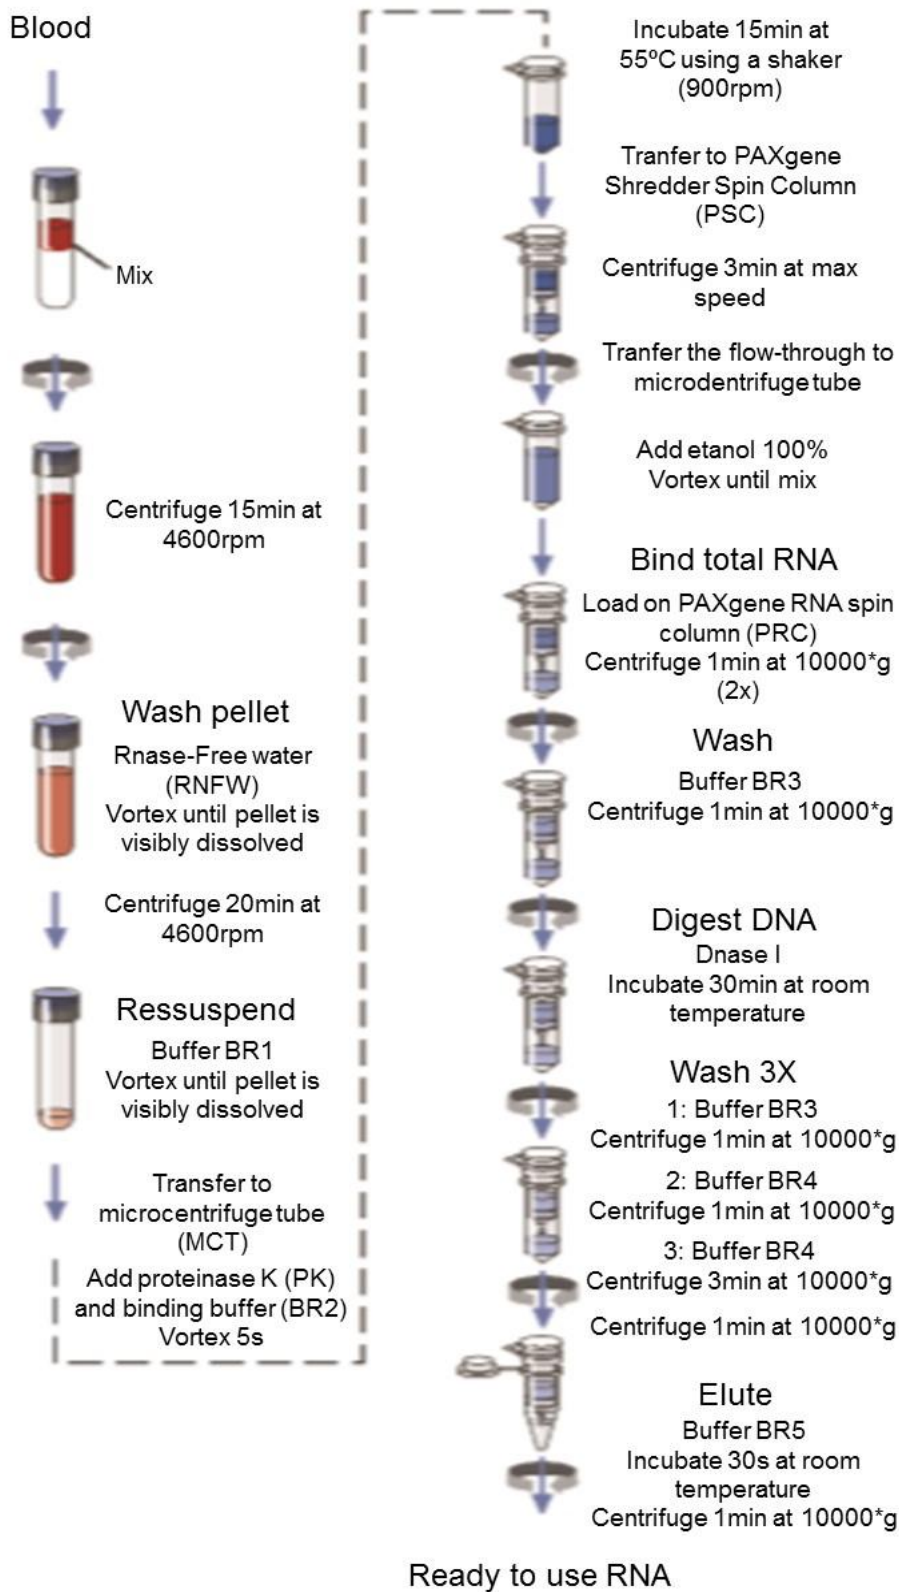 Blood
Mix
Centrifuge 15min at
4600rpm
Wash pellet
Rnase-Free water
(RNFW)
Vortex until pellet is
visibly dissolved
Centrifuge 20min at
4600rpm
Ressuspend
Buffer BR1
Vortex until pellet is
visibly dissolved
Transfer to
microcentrifuge tube
(MCT)
Add proteinase K (PK)
and binding buffer (BR2)
Vortex 5s
Incubate 15min at
55ºC using a shaker
(900rpm)
Tranfer to PAXgene
Shredder Spin Column
(PSC)
Centrifuge 3min at max
speed
Tranfer the flow-through to
microdentrifuge tube
Add etanol 100%
Vortex until mix
Bind total RNA
Load on PAXgene RNA spin
column (PRC)
Centrifuge 1min at 10000*g
(2x)
Wash
Buffer BR3
Centrifuge 1min at 10000*g
Digest DNA
Dnase I
Incubate 30min at room
temperature
Wash 3X
1: Buffer BR3
Centrifuge 1min at 10000*g
2: Buffer BR4
Centrifuge 1min at 10000*g
3: Buffer BR4
Centrifuge 3min at 10000*g
Centrifuge 1min at 10000*g
Elute
Buffer BR5
Incubate 30s at room
temperature
Centrifuge 1min at 10000*g
Ready to use RNA